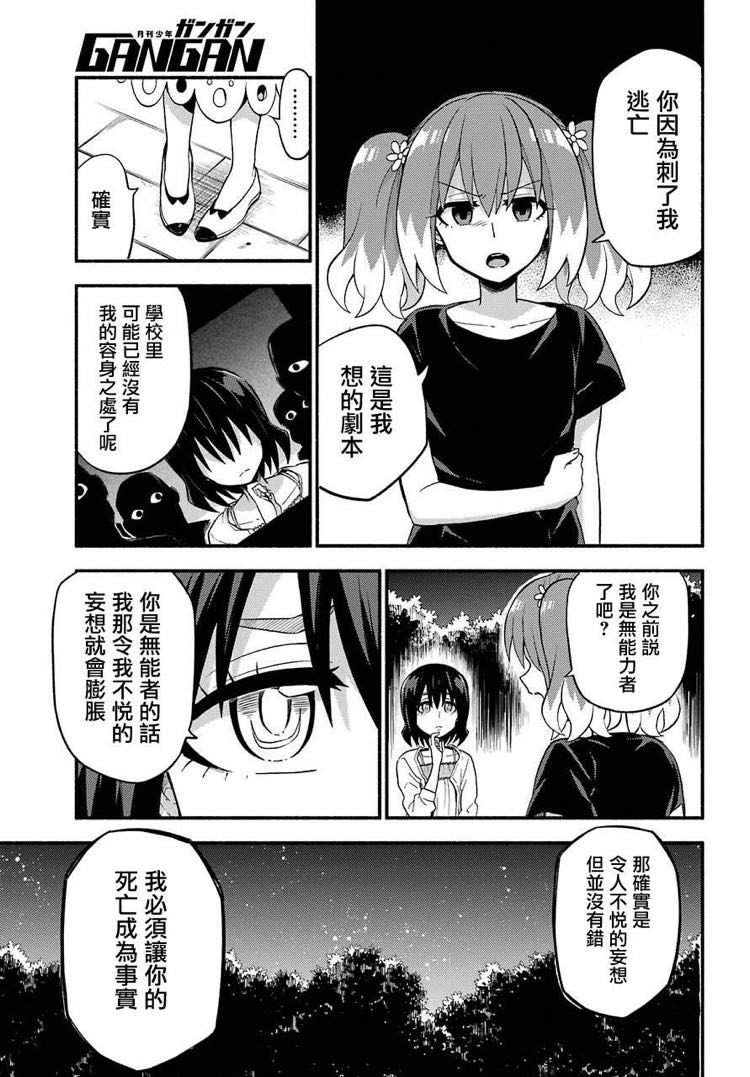 月刊少年
ガンガン
GANGAN
你因為刺了我
逃亡
這是我
想的劇本
⋯⋯⋯
確實
學校里
可能已經沒有
我的容身之處了呢
你之前說
我是無能力者
了吧？
你是無能者的話
我那令我不悅的
妄想就會膨脹
那確實是
令人不悅的妄想
但並沒有錯
我必須讓你的
死亡成為事實